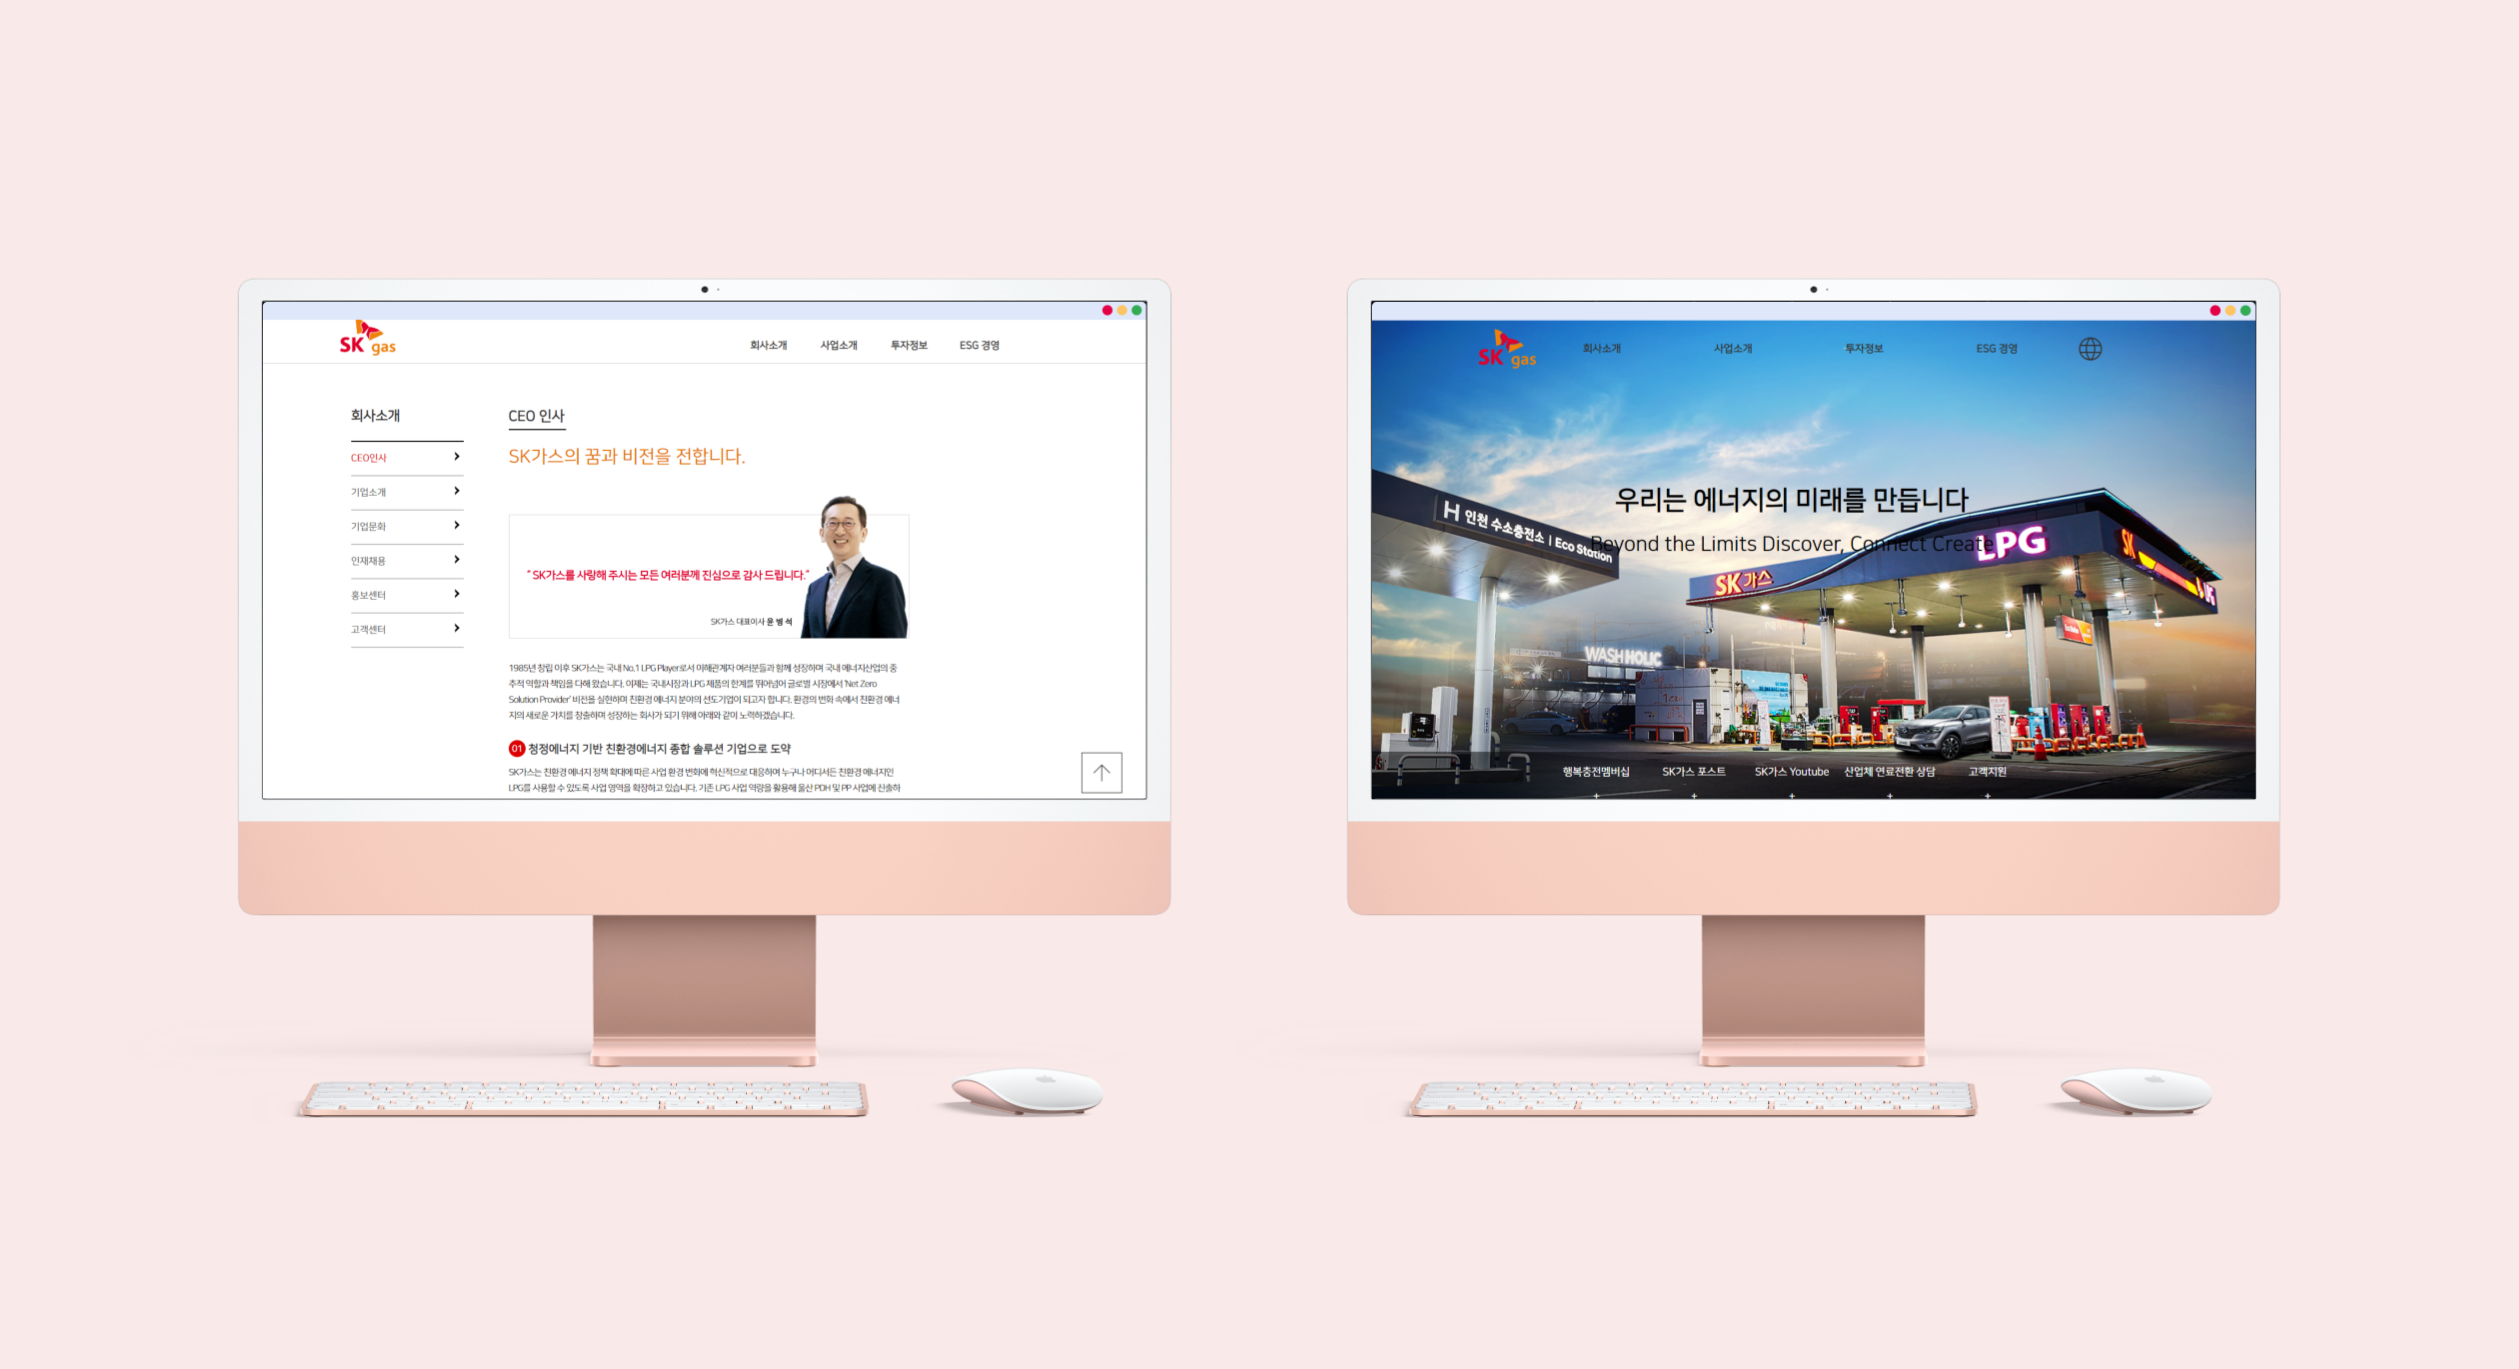 SK gas
회사소개 사업소개 투자정보 ESG 경영
회사소개
CEO인사
기업소개
기업문화
인재채용
홍보센터
고객센터
CEO 인사
SK가스의 꿈과 비전을 전합니다.
“ SK가스를 사랑해 주시는 모든 여러분께 진심으로 감사 드립니다.”
SK가스 대표이사 윤 병 석
1985년 창립 이후 SK가스는 국내 No.1 LPG Player로서 이해관계자 여러분들과 함께 성장하며 국내 에너지산업의 중
추적 역할과 책임을 다해 왔습니다. 이제는 국내시장과 LPG 제품의 한계를 뛰어넘어 글로벌 시장에서 'Net Zero
Solution Provider' 비전을 실현하며 친환경 에너지 분야의 선도기업이 되고자 합니다. 환경의 변화 속에서 친환경 에너
지의 새로운 가치를 창출하며 성장하는 회사가 되기 위해 아래와 같이 노력하겠습니다.
01 청정에너지 기반 친환경에너지 종합 솔루션 기업으로 도약
SK가스는 친환경 에너지 정책 확대에 따른 사업 환경 변화에 혁신적으로 대응하여 누구나 어디서든 친환경 에너지인
LPG를 사용할 수 있도록 사업 영역을 확장하고 있습니다. 기존 LPG 사업 역량을 활용해 울산 PDH 및 PP 사업에 진출하
SK gas
회사소개 사업소개 투자정보 ESG 경영
우리는 에너지의 미래를 만듭니다
Beyond the Limits Discover, Connect Create
H 인천 수소충전소 | Eco Station
LPG
SK
SK가스
WASH HOLIC
행복충전멤버십 SK가스 포스트 SK가스 Youtube 산업체 연료전환 상담 고객지원
+ + + + +